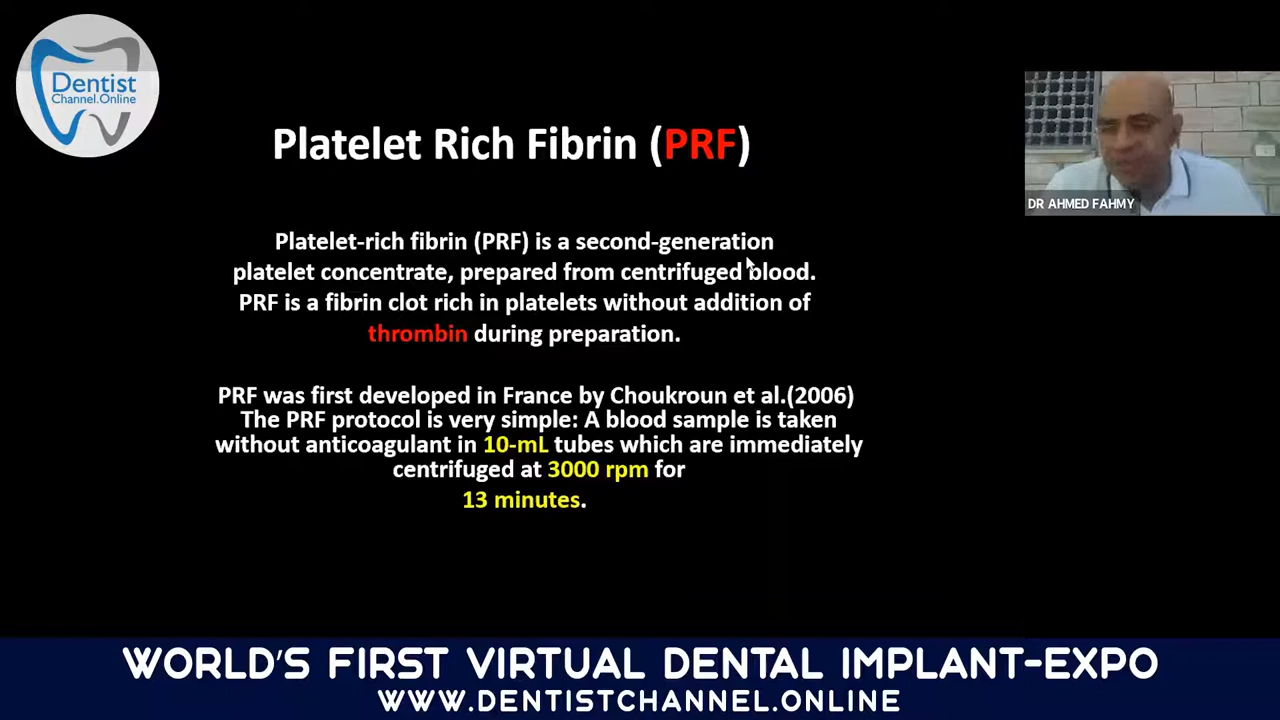 Dentist
Channel.Online
Platelet Rich Fibrin (PRF)
DR AHMED FAHMY
Platelet-rich fibrin (PRF) is a second-generation
platelet concentrate, prepared from centrifuged blood.
PRF is a fibrin clot rich in platelets without addition of
thrombin during preparation.
PRF was first developed in France by Choukroun et al.(2006)
The PRF protocol is very simple: A blood sample is taken
without anticoagulant in 10-mL tubes which are immediately
centrifuged at 3000 rpm for
13 minutes.
WORLD'S FIRST VIRTUAL DENTAL IMPLANT-EXPO
WWW.DENTISTCHANNEL.ONLINE